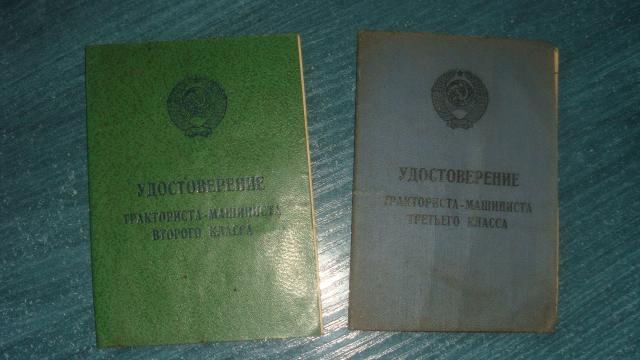 УДОСТОВЕРЕНИЕ
ТРАКТОРИСТА-МАШИНИСТА
ВТОРОГО КЛАССА
УДОСТОВЕРЕНИЕ
ТРАКТОРИСТА-МАШИНИСТА
ТРЕТЬЕГО КЛАССА